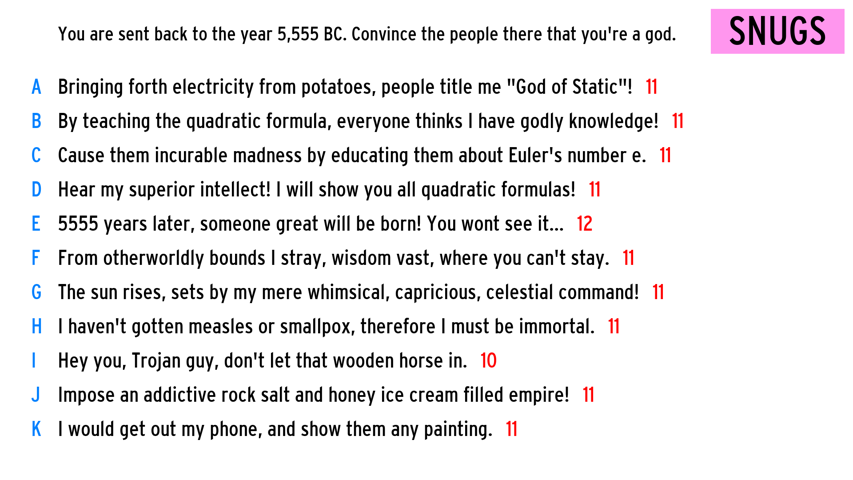 You are sent back to the year 5,555 BC. Convince the people there that you're a god.
SNUGS
A Bringing forth electricity from potatoes, people title me "God of Static"! 11
B By teaching the quadratic formula, everyone thinks I have godly knowledge! 11
C Cause them incurable madness by educating them about Euler's number e. 11
D Hear my superior intellect! I will show you all quadratic formulas! 11
E 5555 years later, someone great will be born! You wont see it... 12
F From otherworldly bounds I stray, wisdom vast, where you can't stay. 11
G The sun rises, sets by my mere whimsical, capricious, celestial command! 11
H I haven't gotten measles or smallpox, therefore I must be immortal. 11
I Hey you, Trojan guy, don't let that wooden horse in. 10
J Impose an addictive rock salt and honey ice cream filled empire! 11
K I would get out my phone, and show them any painting. 11